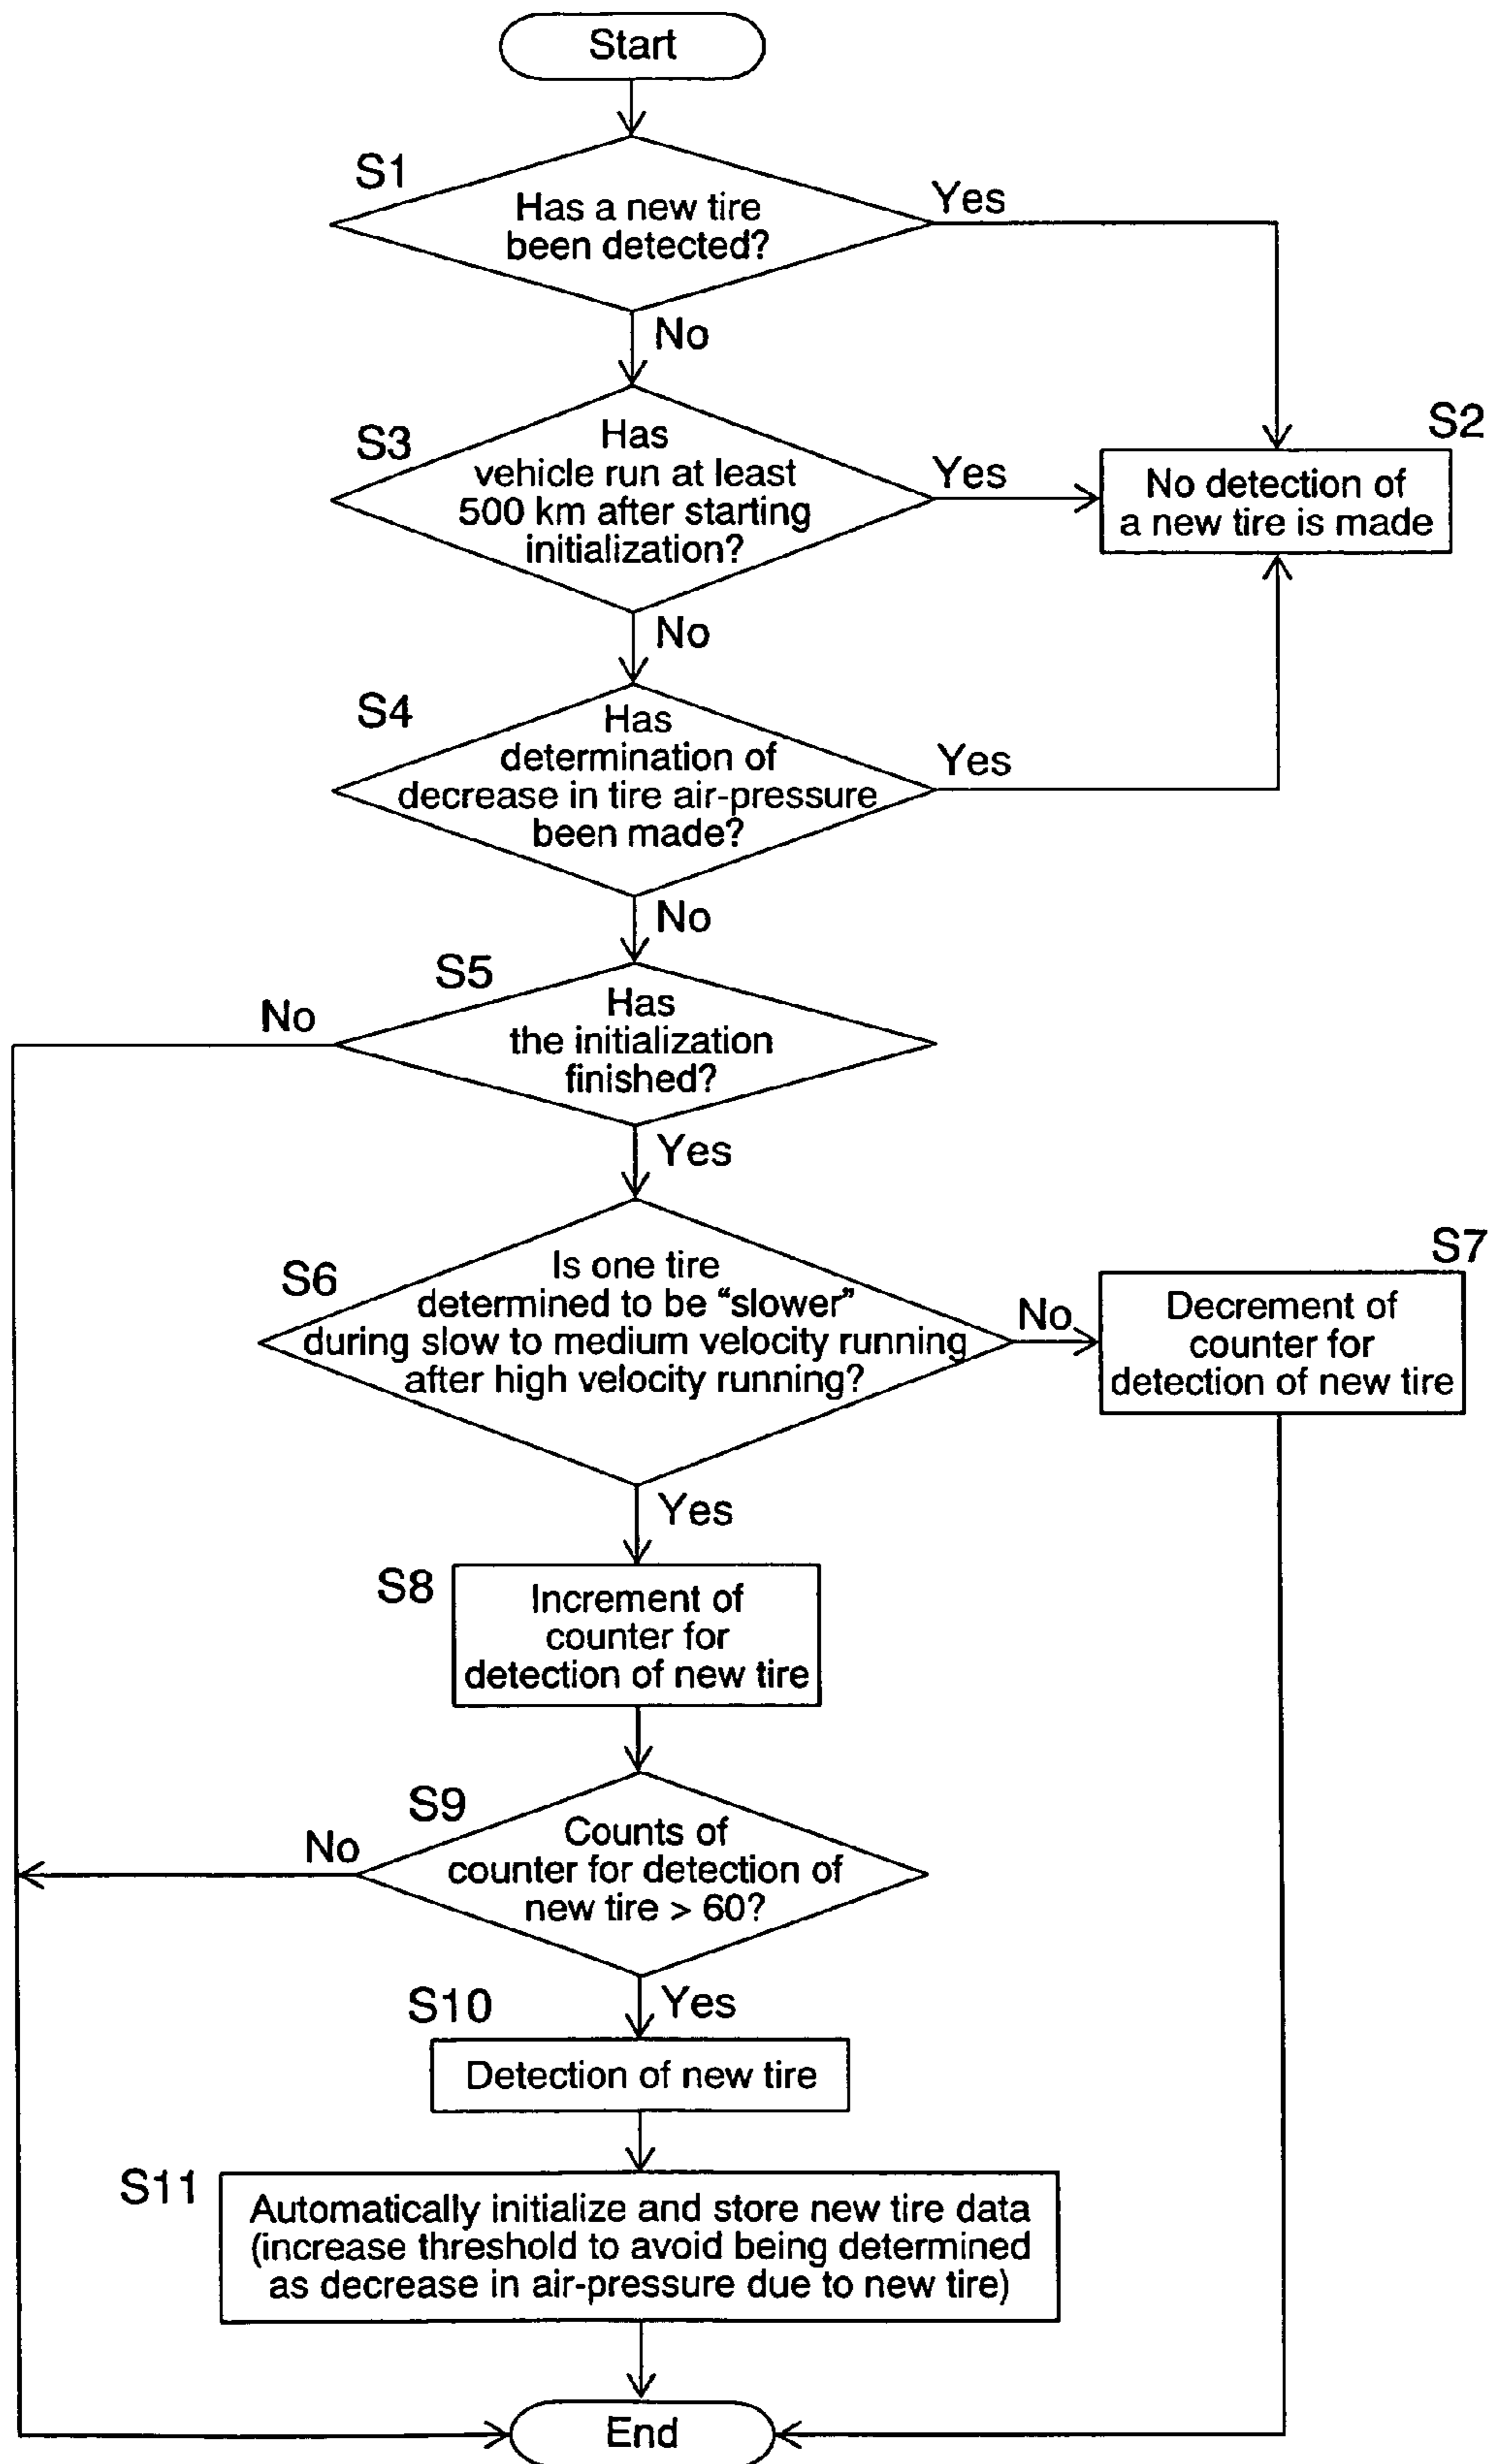 Start
S1
Has a new tire
been detected?
Yes
No
S3
Has
vehicle run at least
500 km after starting
initialization?
Yes
S2
No detection of
a new tire is made
No
S4
Has
determination of
decrease in tire air-pressure
been made?
Yes
No
S5
Has
the initialization
finished?
No
Yes
S6
Is one tire
determined to be “slower”
during slow to medium velocity running
after high velocity running?
No
S7
Decrement of
counter for
detection of new tire
Yes
S8
Increment of
counter for
detection of new tire
S9
Counts of
counter for detection of
new tire > 60?
No
Yes
S10
Detection of new tire
S11
Automatically initialize and store new tire data
(increase threshold to avoid being determined
as decrease in air-pressure due to new tire)
End